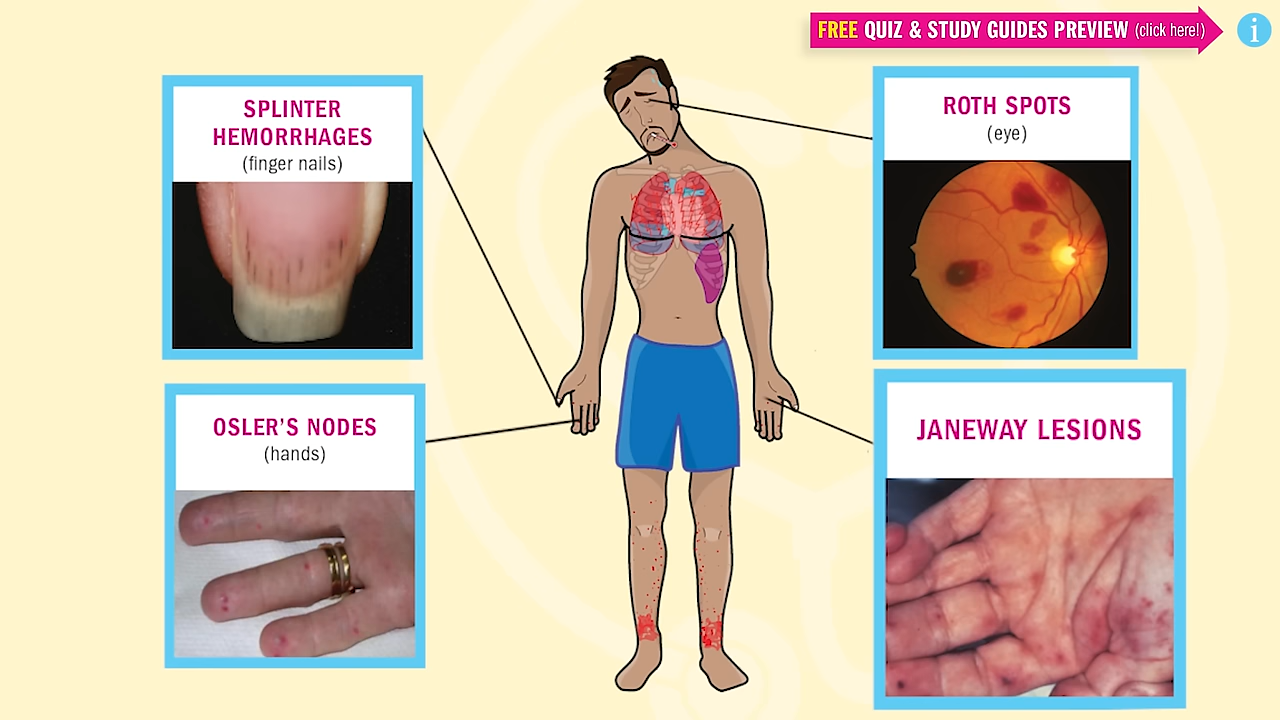 FREE QUIZ & STUDY GUIDES PREVIEW (click here!)
i
SPLINTER
HEMORRHAGES
(finger nails)
ROTH SPOTS
(eye)
OSLER'S NODES
(hands)
JANEWAY LESIONS